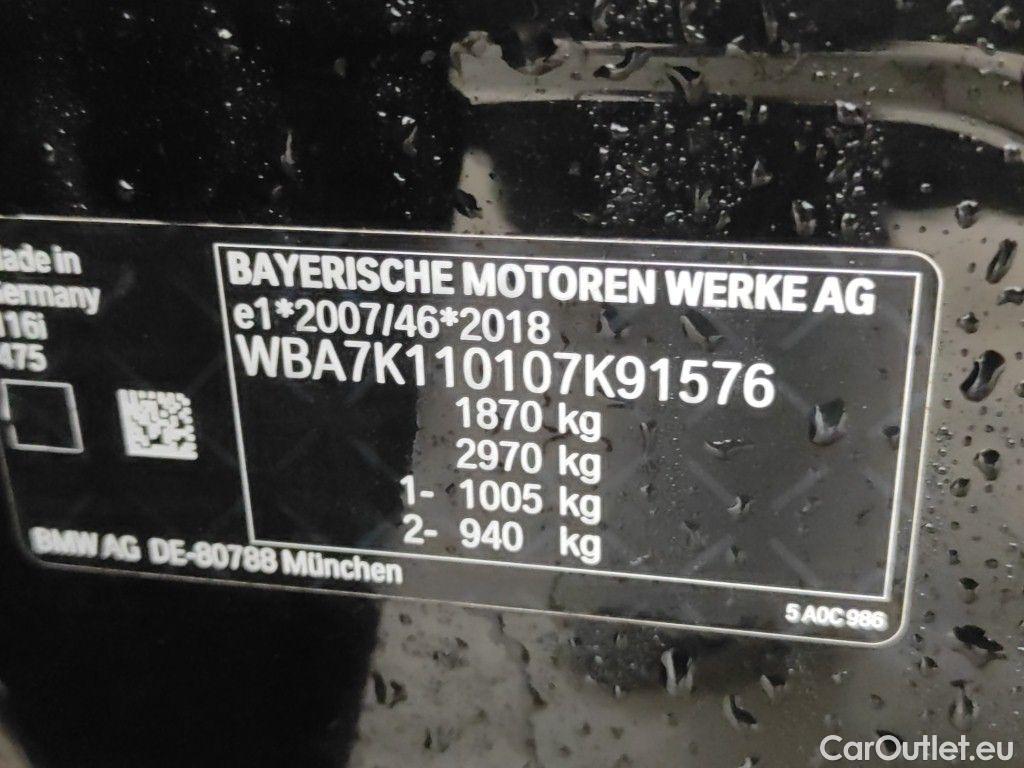 ade in
ermany
16i
475
BAYERISCHE MOTOREN WERKE AG
e1*2007/46*2018
WBA7K110107K91576
1870 kg
2970 kg
1- 1005 kg
2- 940 kg
BMW AG DE-80788 München
5 A0C 986
CarOutlet.eu